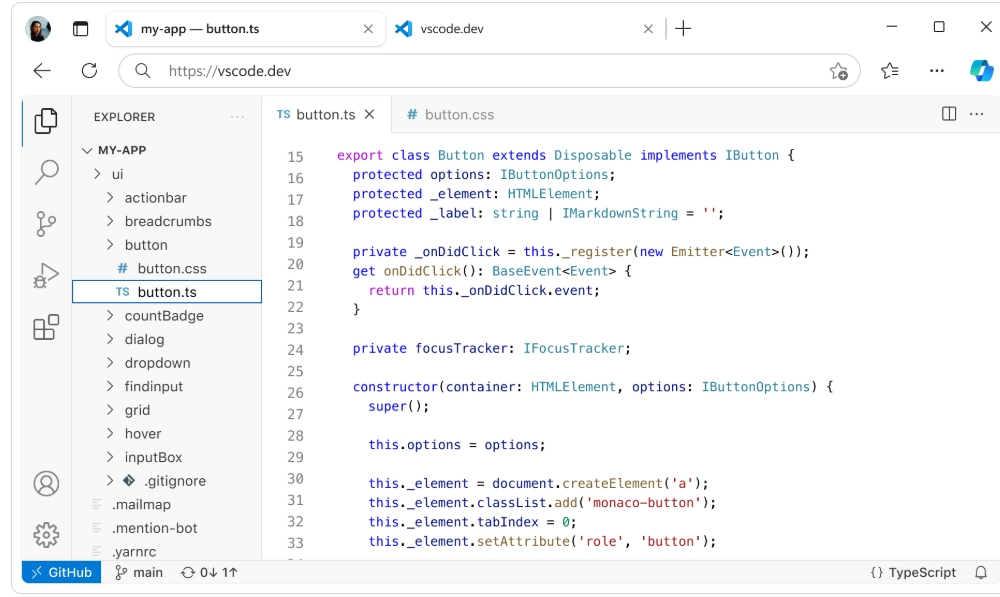 my-app — button.ts
vscode.dev
https://vscode.dev
EXPLORER
MY-APP
ui
actionbar
breadcrumbs
button
# button.css
TS button.ts
countBadge
dialog
dropdown
findinput
grid
hover
inputBox
.gitignore
.mailmap
.mention-bot
.yarnrc
TS button.ts
# button.css
15 export class Button extends Disposable implements IButton {
16 protected options: IButtonOptions;
17 protected _element: HTMLElement;
18 protected _label: string | IMarkdownString = '';
19
20 private _onDidClick = this._register(new Emitter<Event>());
21 get onDidClick(): BaseEvent<Event> {
22 return this._onDidClick.event;
23 }
24
25 private focusTracker: IFocusTracker;
26
27 constructor(container: HTMLElement, options: IButtonOptions) {
28 super();
29
30 this.options = options;
31
32 this._element = document.createElement('a');
33 this._element.classList.add('monaco-button');
this._element.tabIndex = 0;
this._element.setAttribute('role', 'button');
GitHub
main
0↓ 1↑
{} TypeScript